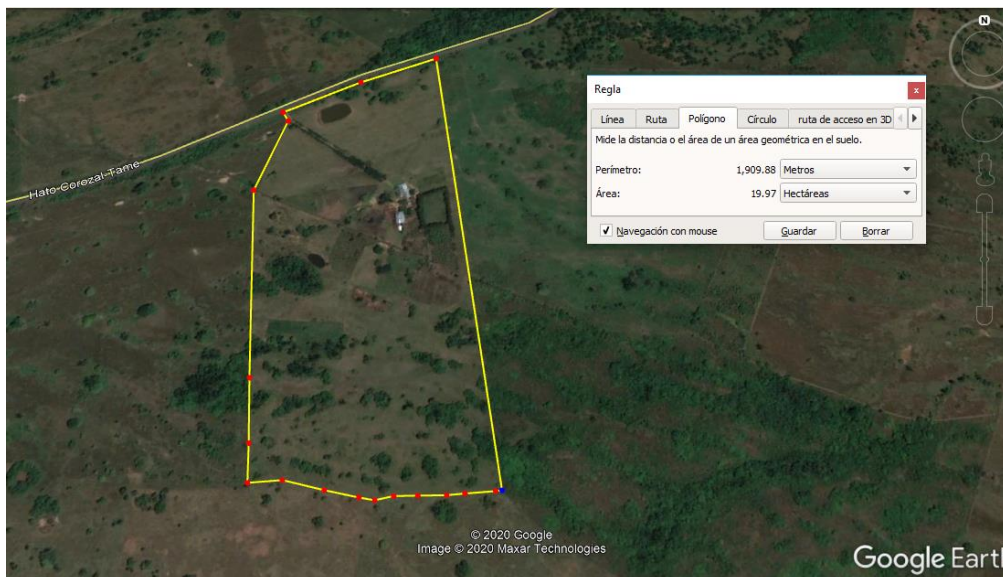 N
Regla
x
Línea Ruta Polígono Círculo ruta de acceso en 3D
Mide la distancia o el área de un área geométrica en el suelo.
Perímetro: 1,909.88 Metros
Área: 19.97 Hectáreas
Navegación con mouse Guardar Borrar
Hato Corozal-Tame
© 2020 Google
Image © 2020 Maxar Technologies
Google Earth